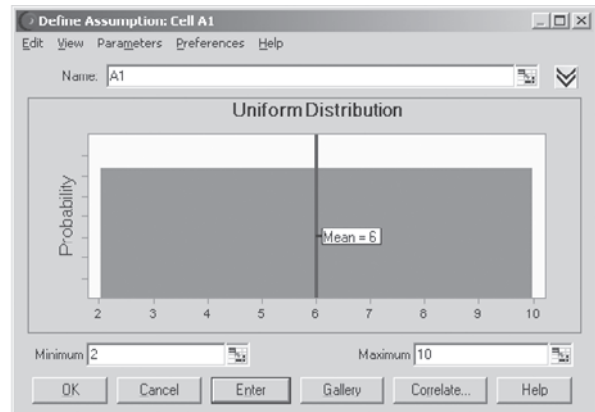 Define Assumption: Cell A1
Edit View Parameters Preferences Help
Name: A1
Uniform Distribution
Probability
Mean = 6
2 3 4 5 6 7 8 9 10
Minimum 2 Maximum 10
OK Cancel Enter Gallery Correlate... Help